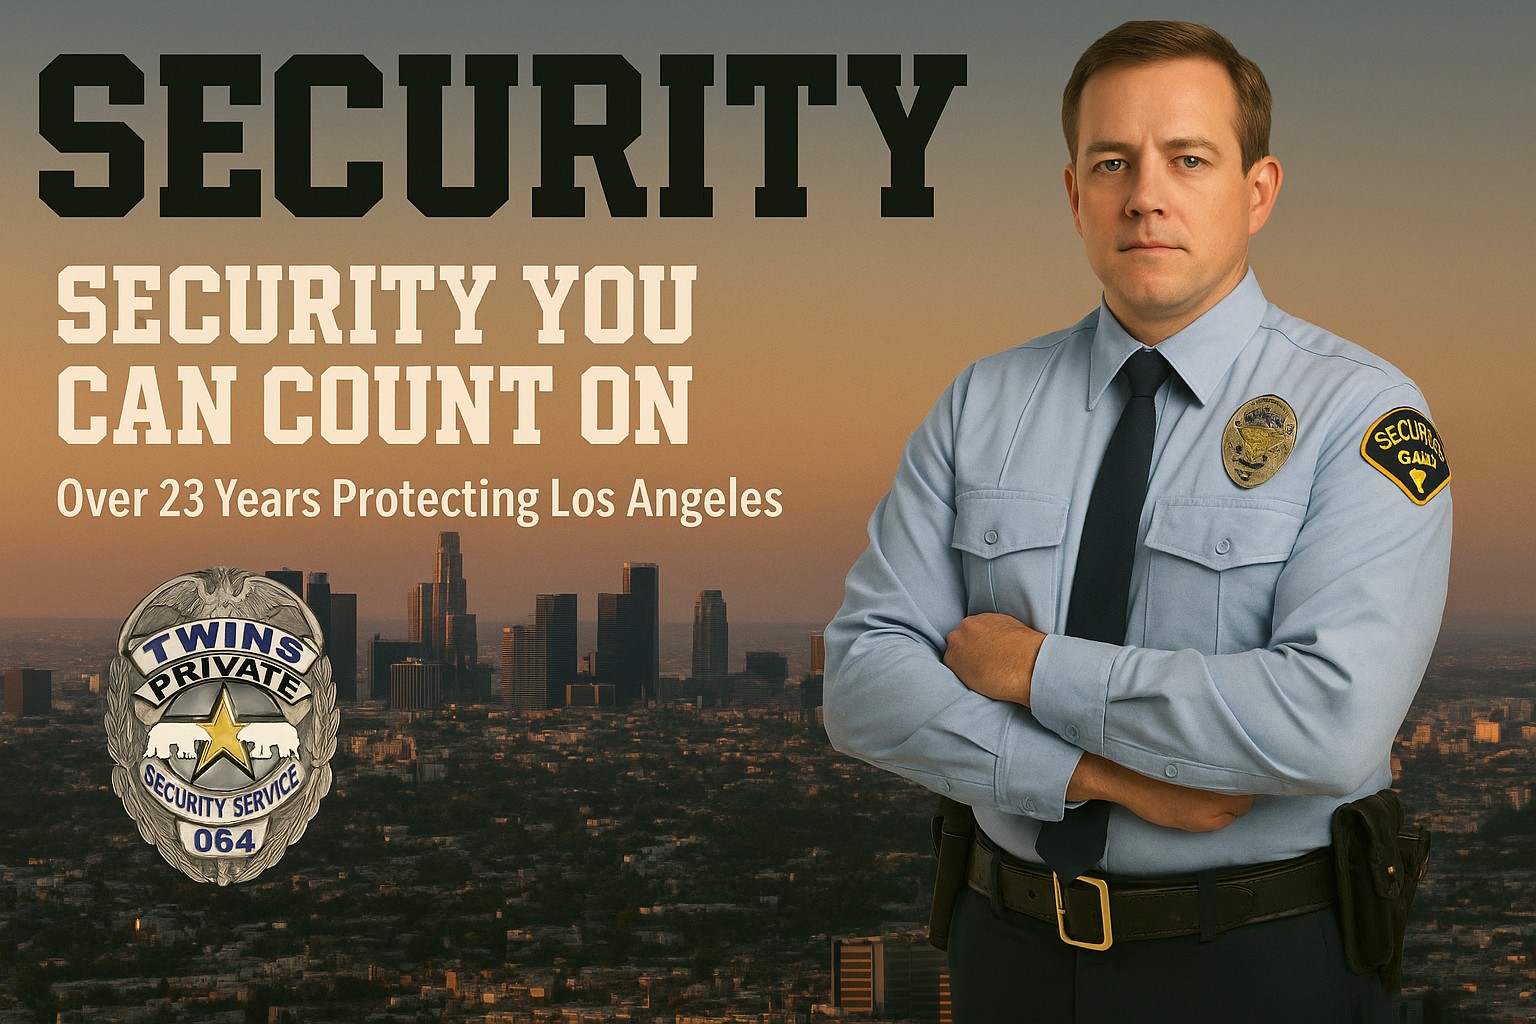 SECURITY
SECURITY YOU
CAN COUNT ON
Over 23 Years Protecting Los Angeles
TWINS
PRIVATE
SECURITY SERVICE
064